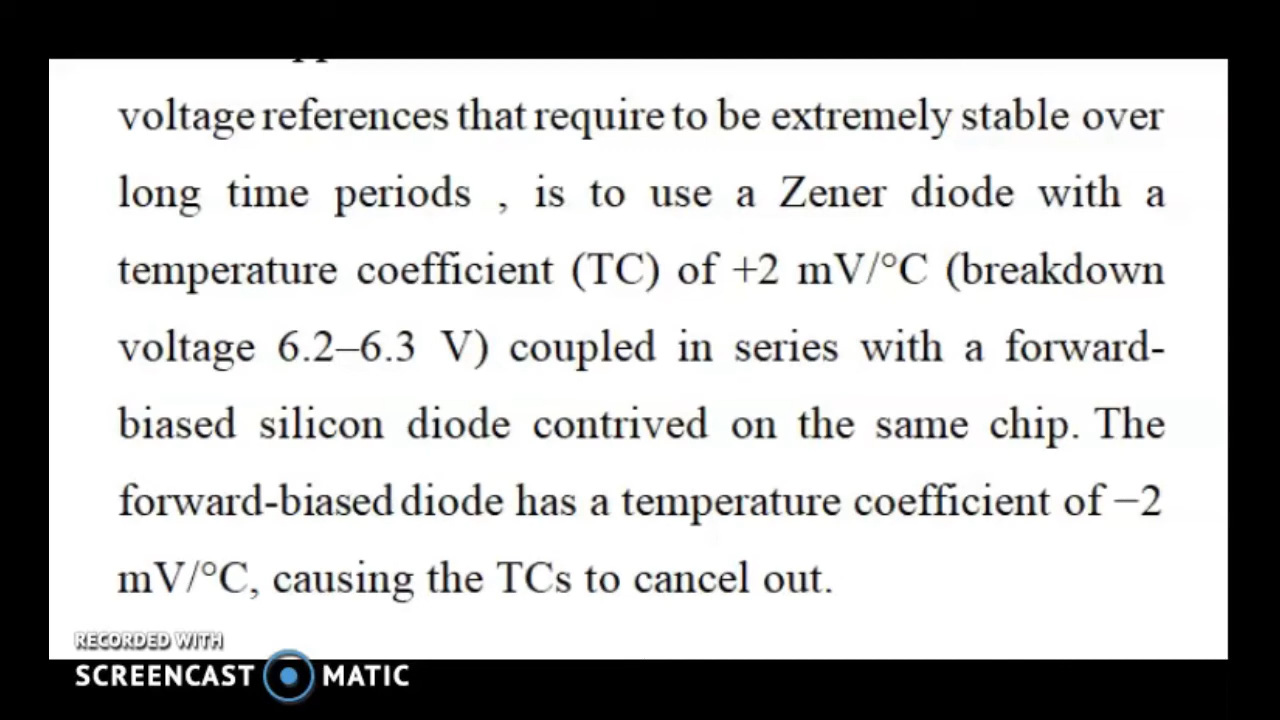 voltage references that require to be extremely stable over
long time periods , is to use a Zener diode with a
temperature coefficient (TC) of +2 mV/°C (breakdown
voltage 6.2–6.3 V) coupled in series with a forward-
biased silicon diode contrived on the same chip. The
forward-biased diode has a temperature coefficient of −2
mV/°C, causing the TCs to cancel out.
RECORDED WITH
SCREENCAST MATIC